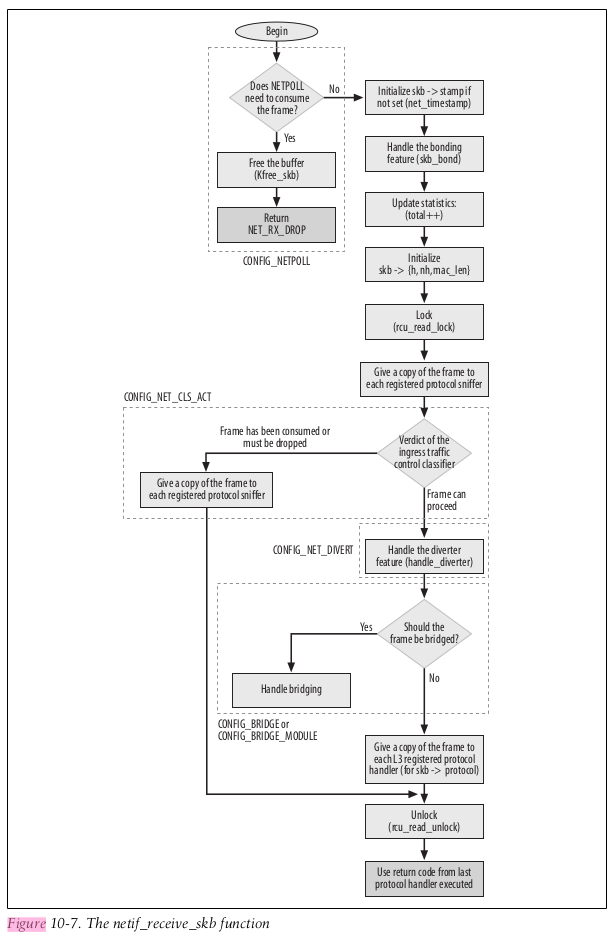 Begin
Does NETPOLL
need to consume
the frame?
No
Yes
Free the buffer
(Kfree_skb)
Return
NET_RX_DROP
CONFIG_NETPOLL
Initialize skb -> stamp if
not set (net_timestamp)
Handle the bonding
feature (skb_bond)
Update statistics:
(total++)
Initialize
skb -> {h, nh, mac_len}
Lock
(rcu_read_lock)
Give a copy of the frame to
each registered protocol sniffer
CONFIG_NET_CLS_ACT
Frame has been consumed or
must be dropped
Verdict of the
ingress traffic
control classifier
Give a copy of the frame to
each registered protocol sniffer
Frame can
proceed
CONFIG_NET_DIVERT
Handle the diverter
feature (handle_diverter)
Yes
Should the
frame be bridged?
Handle bridging
No
CONFIG_BRIDGE or
CONFIG_BRIDGE_MODULE
Give a copy of the frame to
each L3 registered protocol
handler (for skb -> protocol)
Unlock
(rcu_read_unlock)
Use return code from last
protocol handler executed
Figure 10-7. The netif_receive_skb function